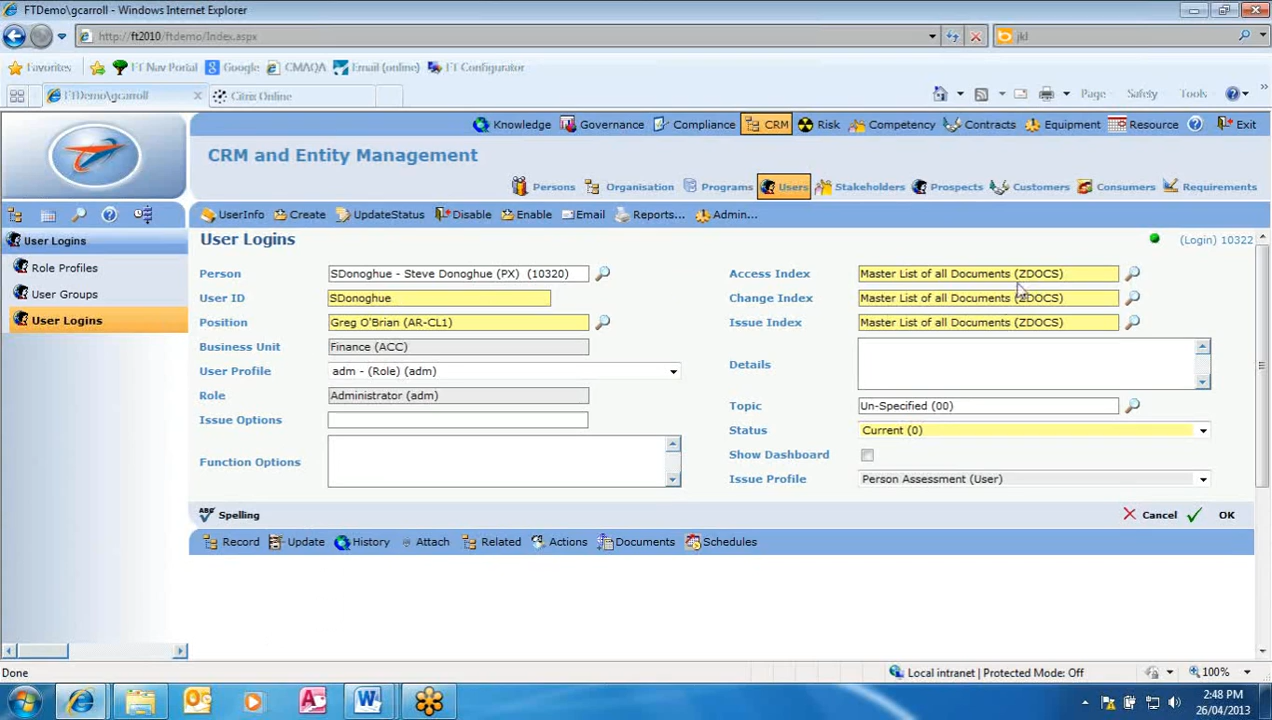 FTDemo\gcarroll - Windows Internet Explorer
http://ft2010/ftdemo/Index.aspx
jkl
Favorites FT Nav Portal Google CMAQA Email (online) FT Configurator
FTDemo\gcarroll Citrix Online Page Safety Tools
Knowledge Governance Compliance CRM Risk Competency Contracts Equipment Resource Exit
CRM and Entity Management
Persons Organisation Programs Users Stakeholders Prospects Customers Consumers Requirements
UserInfo Create UpdateStatus Disable Enable Email Reports... Admin...
User Logins
Role Profiles
User Groups
User Logins
User Logins (Login) 10322
Person SDonoghue - Steve Donoghue (PX) (10320)
User ID SDonoghue
Position Greg O'Brian (AR-CL1)
Business Unit Finance (ACC)
User Profile adm - (Role) (adm)
Role Administrator (adm)
Issue Options
Function Options
Access Index Master List of all Documents (ZDOCS)
Change Index Master List of all Documents (ZDOCS)
Issue Index Master List of all Documents (ZDOCS)
Details
Topic Un-Specified (00)
Status Current (0)
Show Dashboard
Issue Profile Person Assessment (User)
ABC Spelling Cancel OK
Record Update History Attach Related Actions Documents Schedules
Done Local intranet | Protected Mode: Off 100%
2:48 PM
26/04/2013